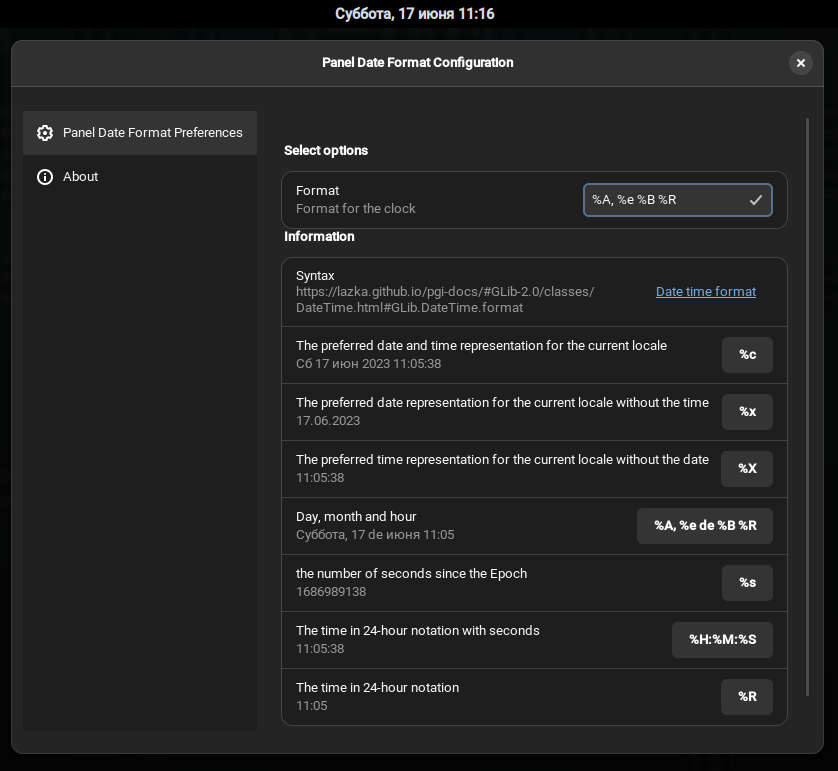 Суббота, 17 июня 11:16
Panel Date Format Configuration
Panel Date Format Preferences
About
Select options
Format
Format for the clock
%A, %e %B %R
Information
Syntax
https://lazka.github.io/pgi-docs/#GLib-2.0/classes/
DateTime.html#GLib.DateTime.format
Date time format
The preferred date and time representation for the current locale
Сб 17 июн 2023 11:05:38
%c
The preferred date representation for the current locale without the time
17.06.2023
%x
The preferred time representation for the current locale without the date
11:05:38
%X
Day, month and hour
Суббота, 17 de июня 11:05
%A, %e de %B %R
the number of seconds since the Epoch
1686989138
%s
The time in 24-hour notation with seconds
11:05:38
%H:%M:%S
The time in 24-hour notation
11:05
%R